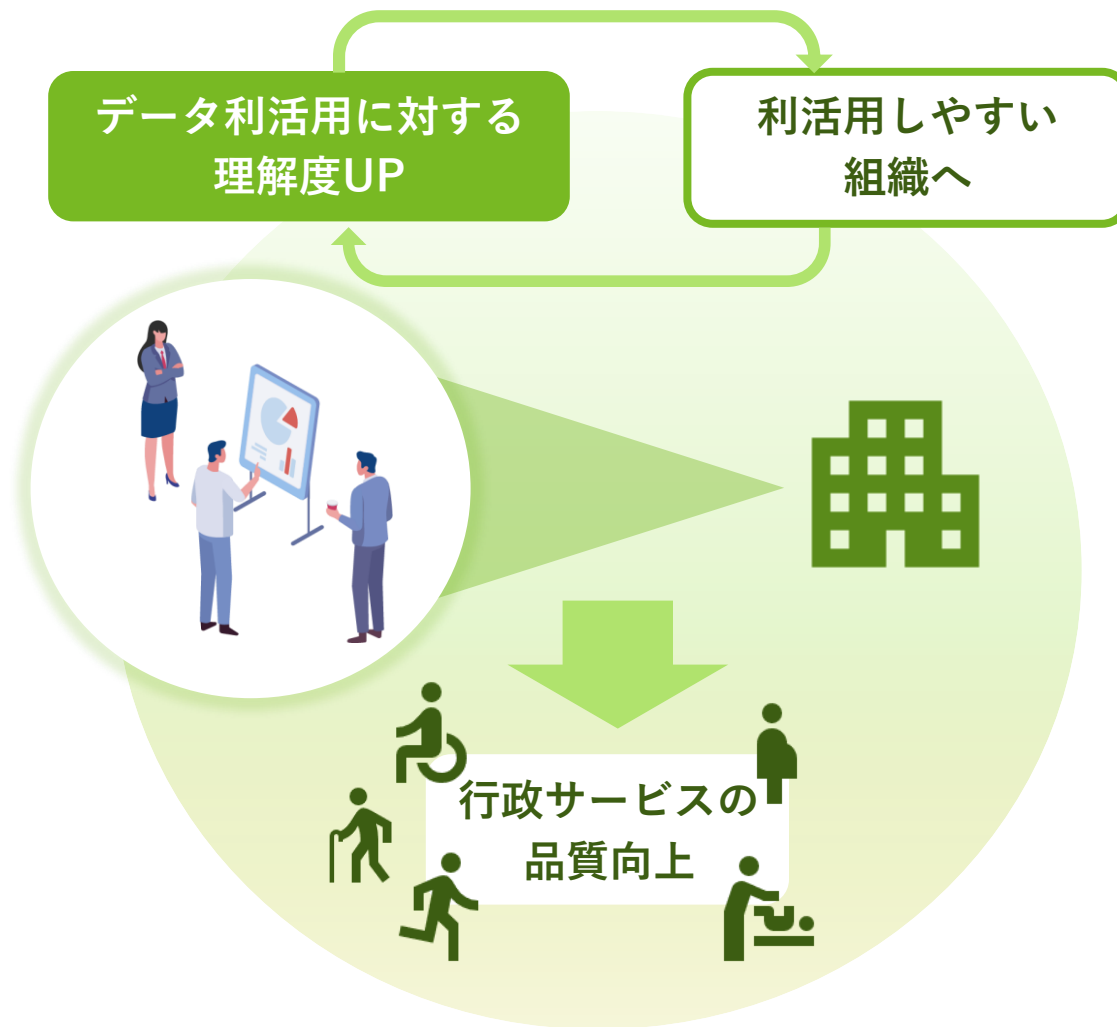 データ利活用に対する
理解度UP
利活用しやすい
組織へ
行政サービスの
品質向上